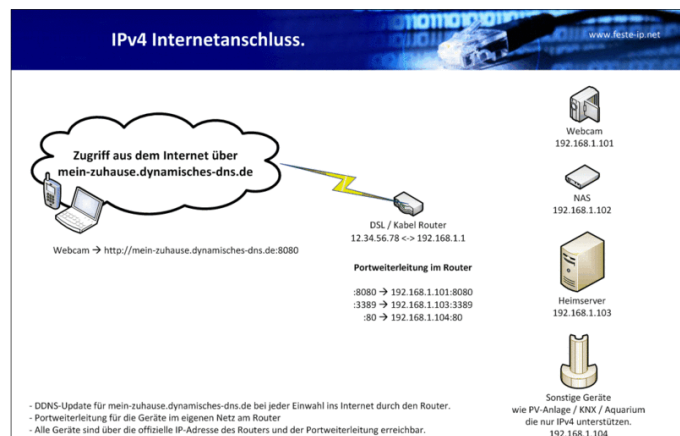 IPv4 Internetanschluss.
www.feste-ip.net
Zugriff aus dem Internet über
mein-zuhause.dynamisches-dns.de
Webcam → http://mein-zuhause.dynamisches-dns.de:8080
DSL / Kabel Router
12.34.56.78 <-> 192.168.1.1
Portweiterleitung im Router
:8080 → 192.168.1.101:8080
:3389 → 192.168.1.103:3389
:80 → 192.168.1.104:80
Webcam
192.168.1.101
NAS
192.168.1.102
Heimserver
192.168.1.103
Sonstige Geräte
wie PV-Anlage / KNX / Aquarium
die nur IPv4 unterstützen.
192.168.1.104
- DDNS-Update für mein-zuhause.dynamisches-dns.de bei jeder Einwahl ins Internet durch den Router.
- Portweiterleitung für die Geräte im eigenen Netz am Router
- Alle Geräte sind über die offizielle IP-Adresse des Routers und der Portweiterleitung erreichbar.